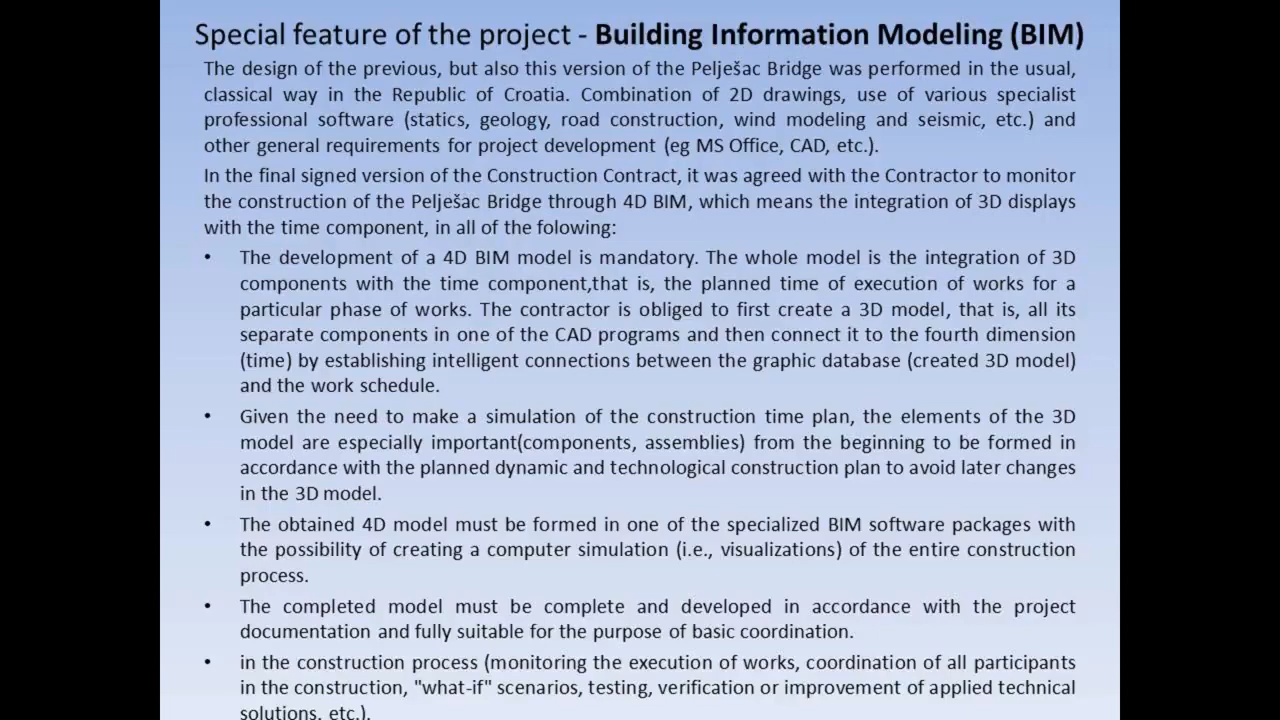 Special feature of the project - Building Information Modeling (BIM)
The design of the previous, but also this version of the Pelješac Bridge was performed in the usual,
classical way in the Republic of Croatia. Combination of 2D drawings, use of various specialist
professional software (statics, geology, road construction, wind modeling and seismic, etc.) and
other general requirements for project development (eg MS Office, CAD, etc.).
In the final signed version of the Construction Contract, it was agreed with the Contractor to monitor
the construction of the Pelješac Bridge through 4D BIM, which means the integration of 3D displays
with the time component, in all of the folowing:
• The development of a 4D BIM model is mandatory. The whole model is the integration of 3D
components with the time component,that is, the planned time of execution of works for a
particular phase of works. The contractor is obliged to first create a 3D model, that is, all its
separate components in one of the CAD programs and then connect it to the fourth dimension
(time) by establishing intelligent connections between the graphic database (created 3D model)
and the work schedule.
• Given the need to make a simulation of the construction time plan, the elements of the 3D
model are especially important(components, assemblies) from the beginning to be formed in
accordance with the planned dynamic and technological construction plan to avoid later changes
in the 3D model.
• The obtained 4D model must be formed in one of the specialized BIM software packages with
the possibility of creating a computer simulation (i.e., visualizations) of the entire construction
process.
• The completed model must be complete and developed in accordance with the project
documentation and fully suitable for the purpose of basic coordination.
• in the construction process (monitoring the execution of works, coordination of all participants
in the construction, "what-if" scenarios, testing, verification or improvement of applied technical
solutions, etc.).